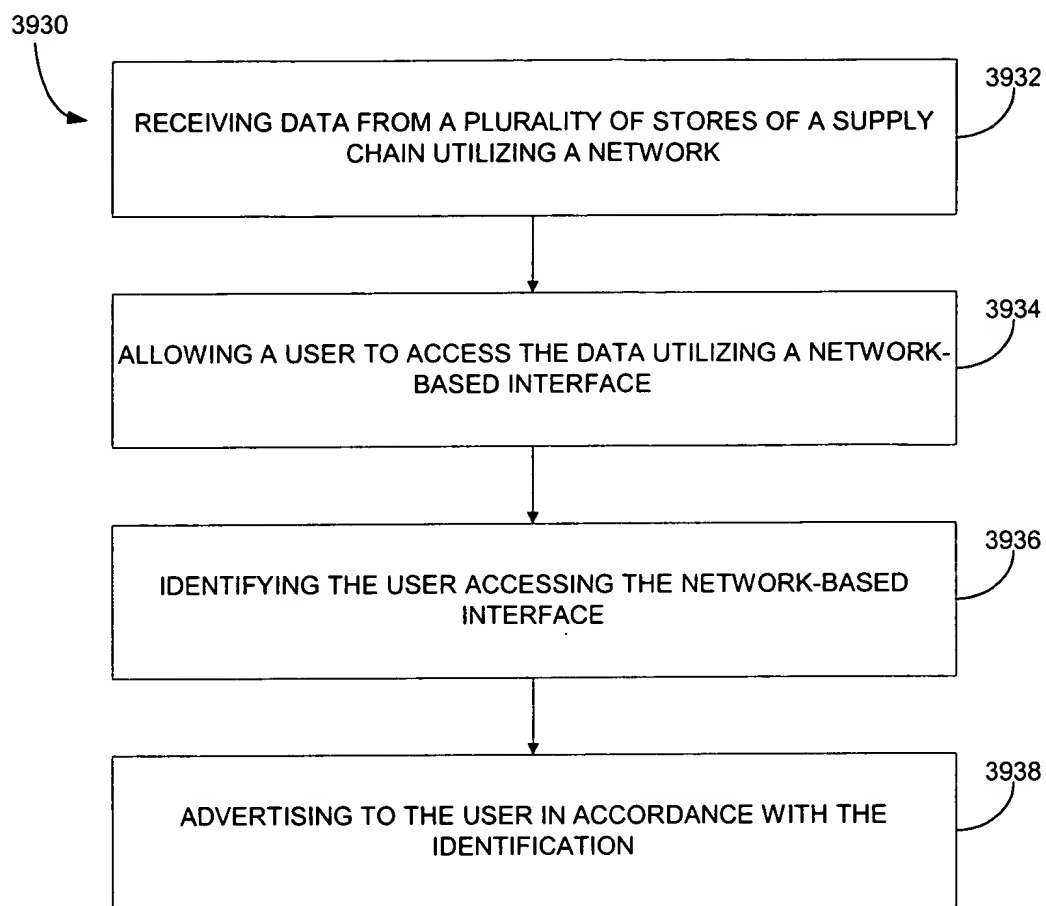 3930
3932
RECEIVING DATA FROM A PLURALITY OF STORES OF A SUPPLY
CHAIN UTILIZING A NETWORK
3934
ALLOWING A USER TO ACCESS THE DATA UTILIZING A NETWORK-
BASED INTERFACE
3936
IDENTIFYING THE USER ACCESSING THE NETWORK-BASED
INTERFACE
3938
ADVERTISING TO THE USER IN ACCORDANCE WITH THE
IDENTIFICATION